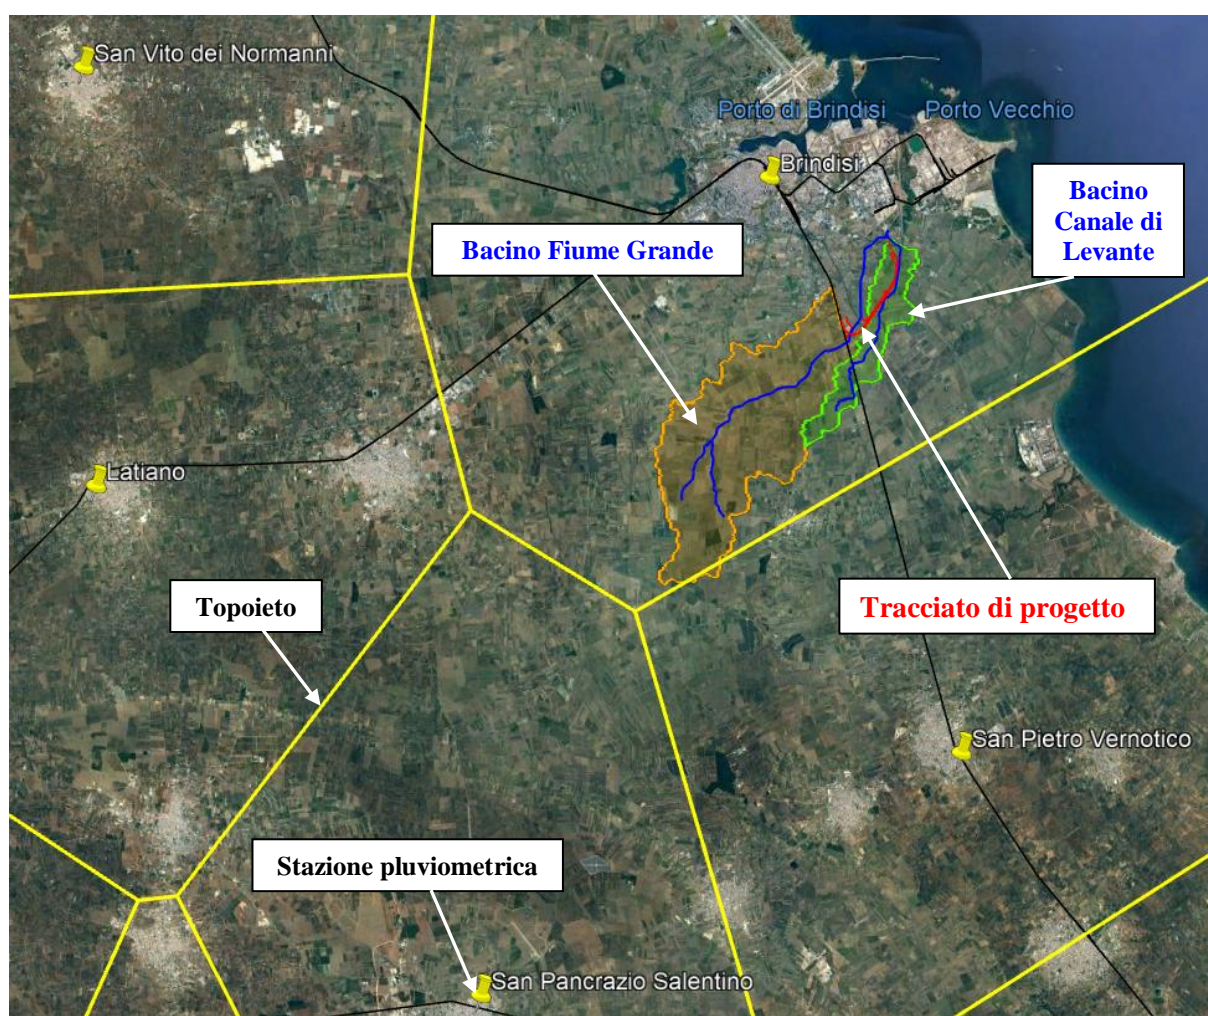 San Vito dei Normanni
Porto di Brindisi
Porto Vecchio
Brindisi
Bacino
Canale di
Levante
Bacino Fiume Grande
Latiano
Topoieto
Tracciato di progetto
San Pietro Vernotico
Stazione pluviometrica
San Pancrazio Salentino